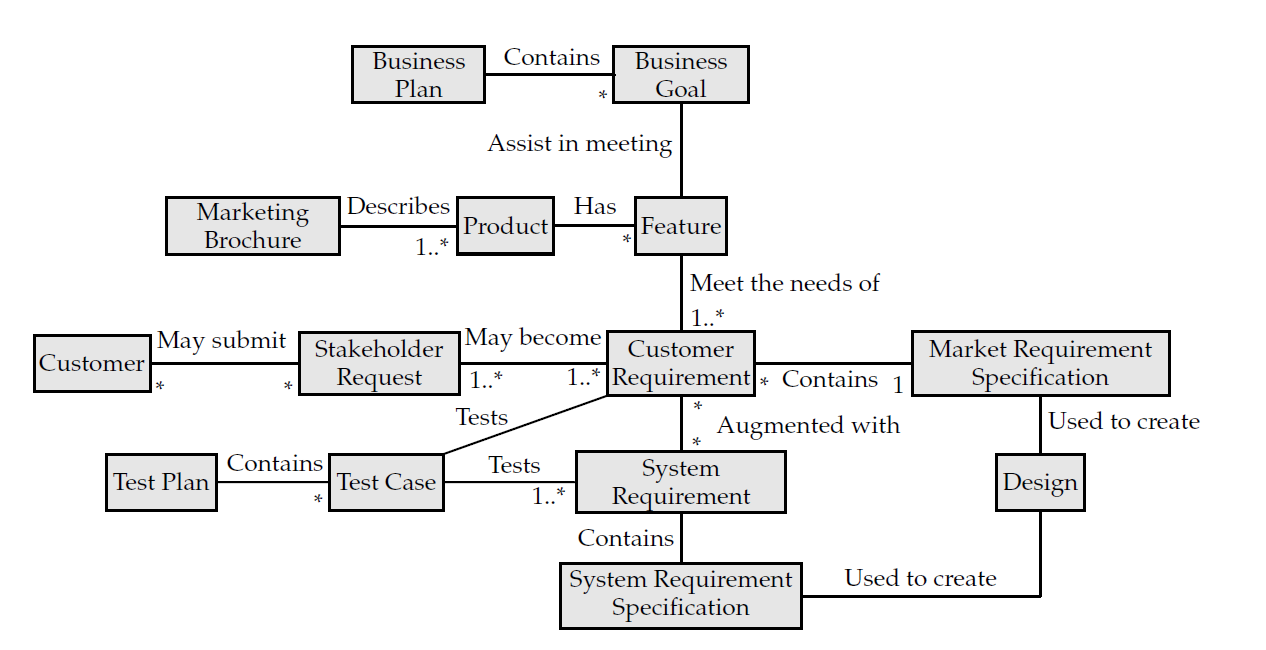 Business
Plan
Contains
*
Business
Goal
Assist in meeting
Marketing
Brochure
Describes
1..*
Product
Has
*
Feature
Meet the needs of
1..*
Customer
May submit
*
*
Stakeholder
Request
May become
1..*
1..*
Customer
Requirement
*
Contains
1
Market Requirement
Specification
Tests
*
*
Augmented with
Used to create
Test Plan
Contains
*
Test Case
Tests
1..*
System
Requirement
Design
Contains
System Requirement
Specification
Used to create